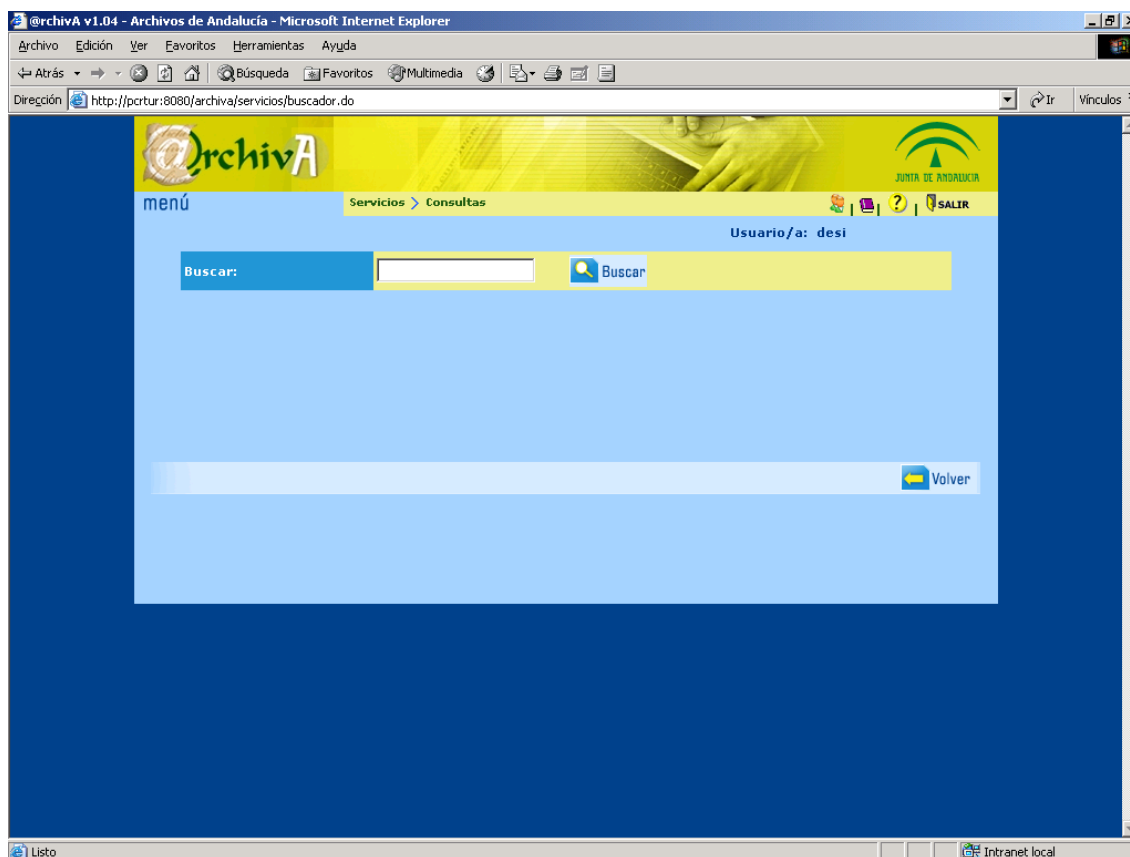 @rchivA v1.04 - Archivos de Andalucía - Microsoft Internet Explorer
Archivo Edición Ver Favoritos Herramientas Ayuda
Atrás Búsqueda Favoritos Multimedia
Dirección http://pcrtur:8080/archiva/servicios/buscador.do Ir Vínculos
@rchivA
JUNTA DE ANDALUCIA
menú Servicios > Consultas ? SALIR
Usuario/a: desi
Buscar: Buscar
Volver
Listo Intranet local